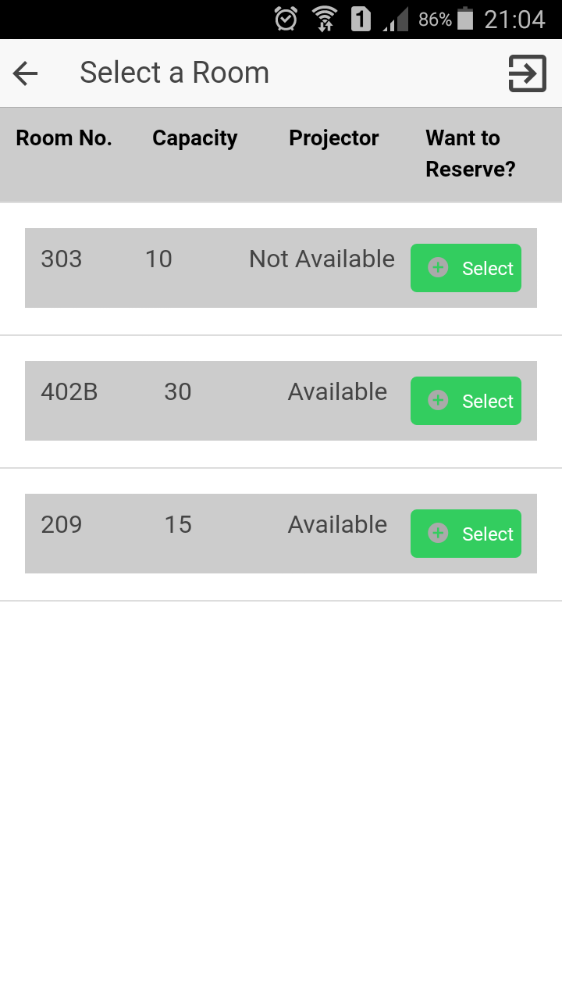 1 86% 21:04
Select a Room
Room No. Capacity Projector Want to
Reserve?
303 10 Not Available Select
402B 30 Available Select
209 15 Available Select